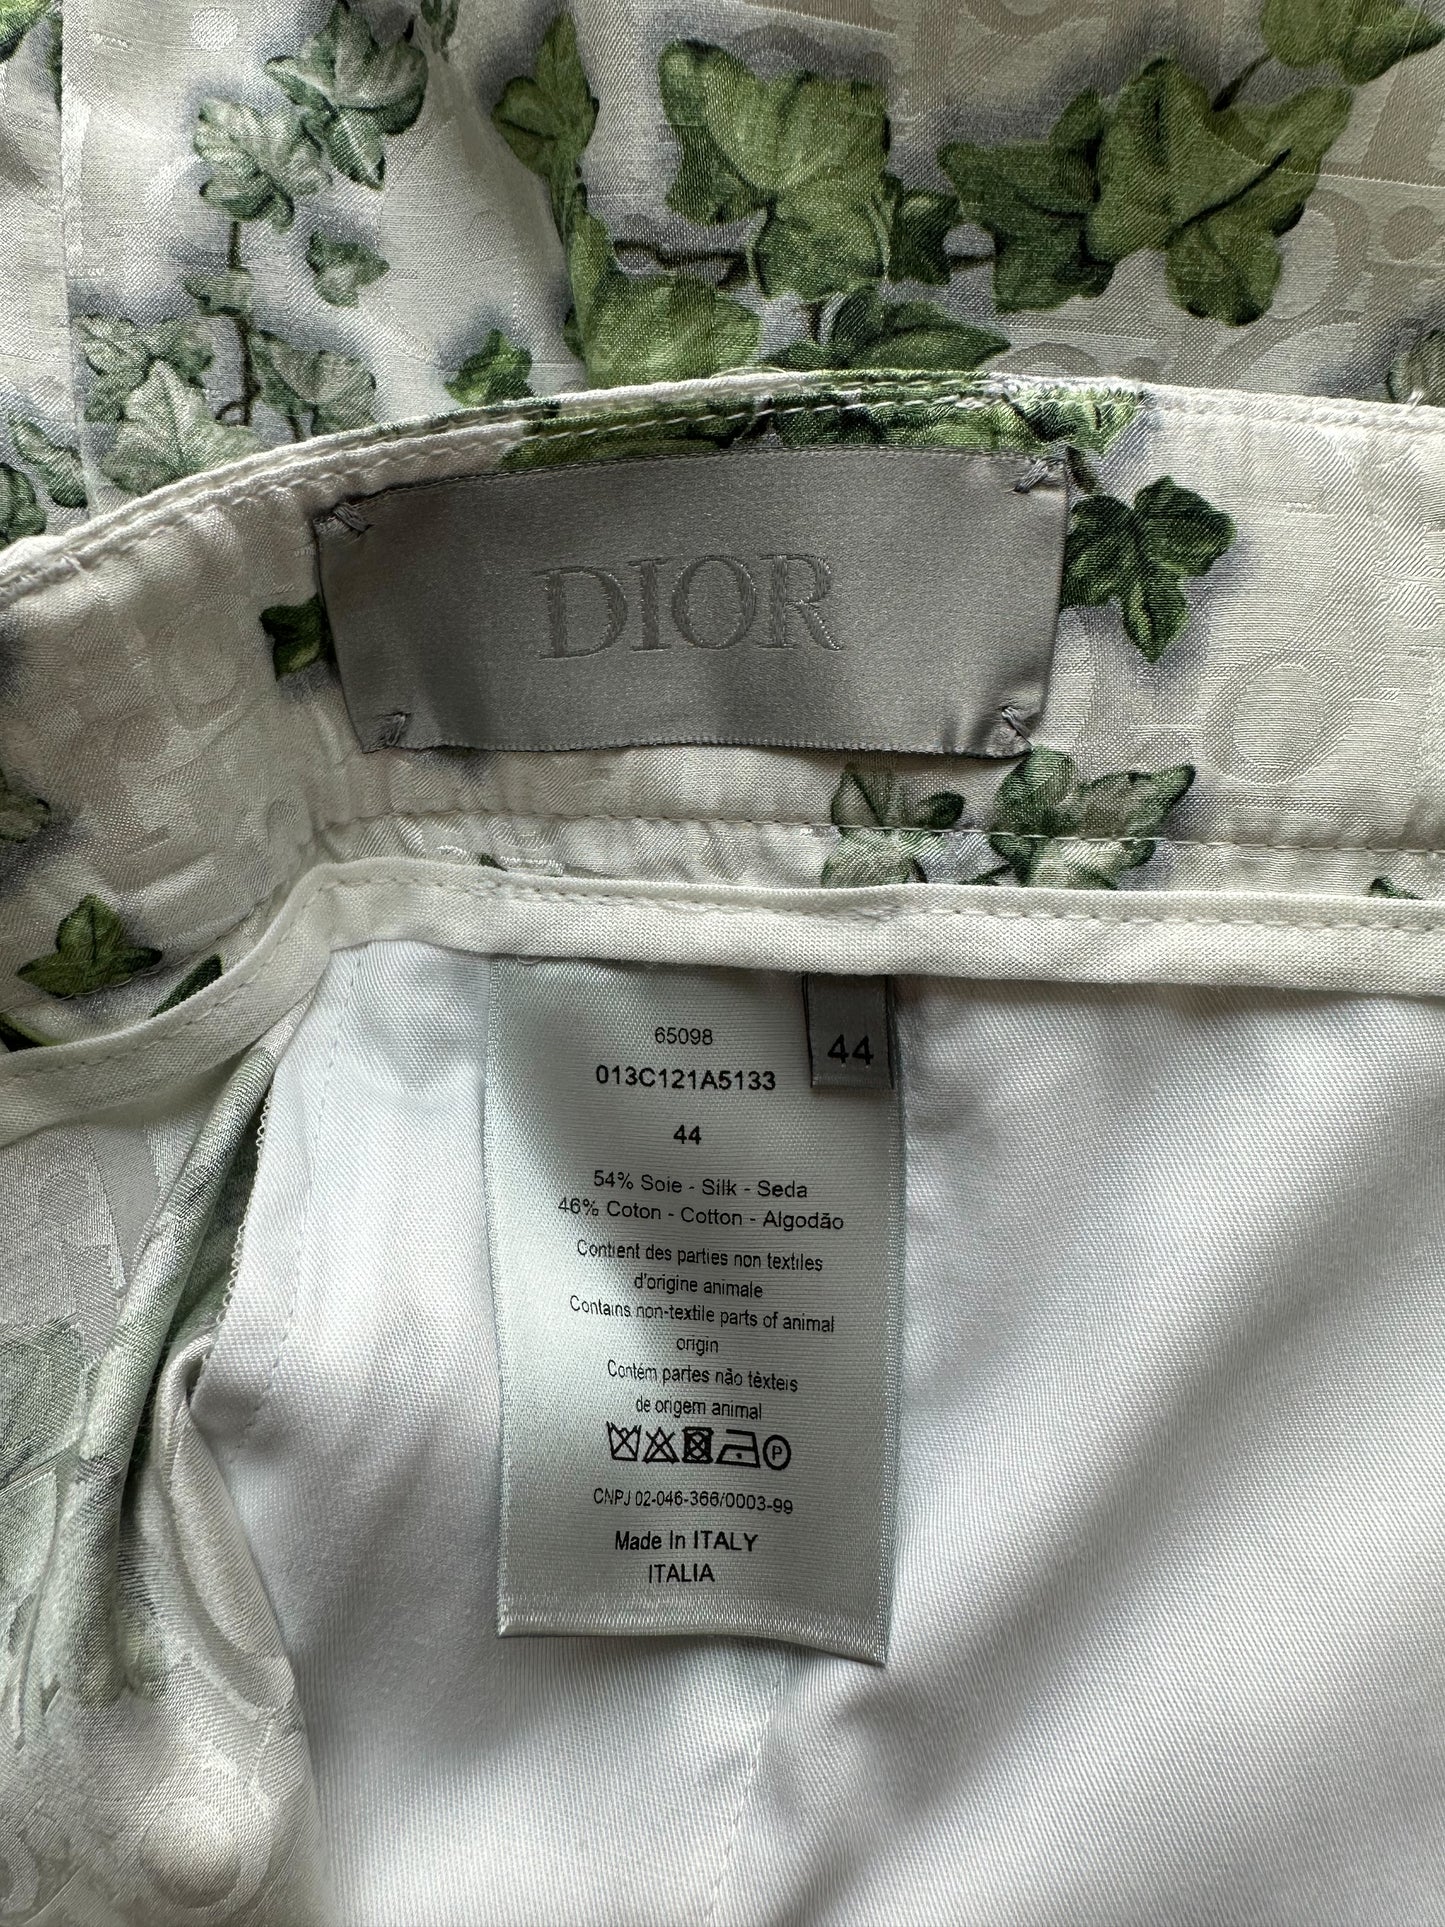 DIOR
65098
013C121A5133
44
44
54% Soie - Silk - Seda
46% Coton - Cotton - Algodão
Contient des parties non textiles
d'origine animale
Contains non-textile parts of animal
origin
Contém partes não têxteis
de origem animal
P
CNPJ 02-046-366/0003-99
Made In ITALY
ITALIA